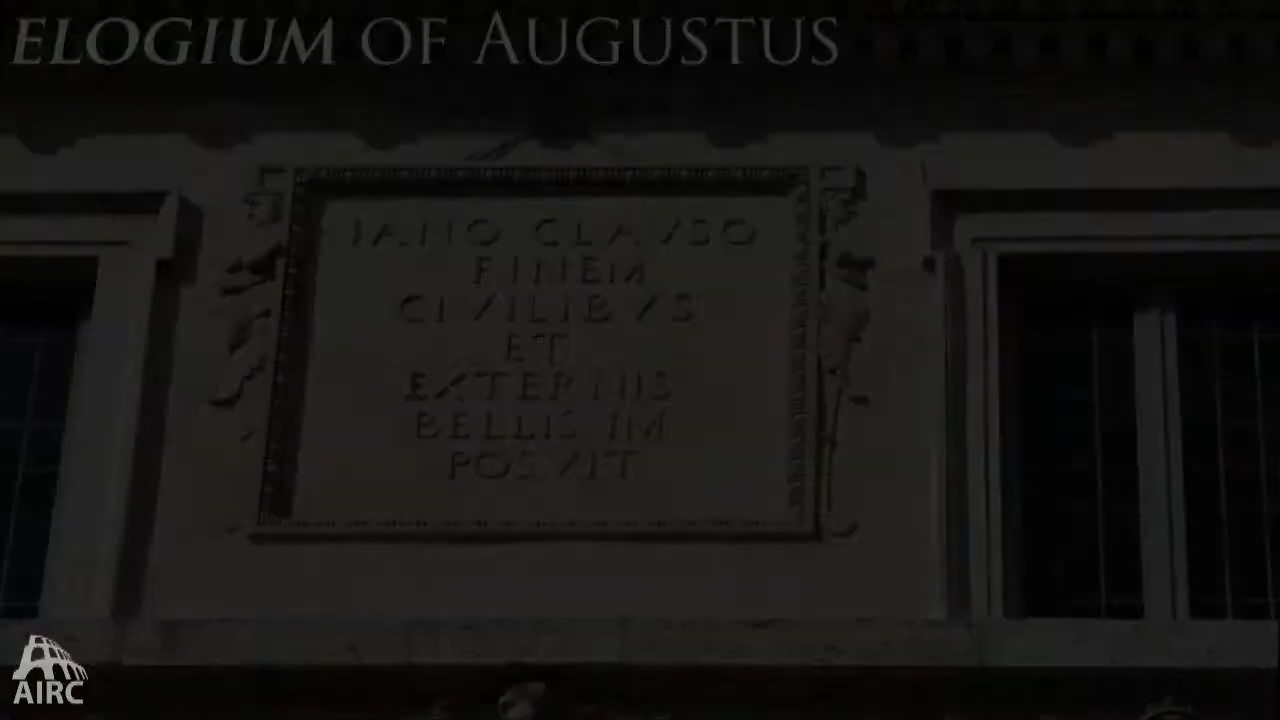 ELOGIUM OF AUGUSTUS
IANO CLAVSO
FINEM
CIVILIBVS
ET
EXTERNIS
BELLIS IM
POSVIT
AIRC